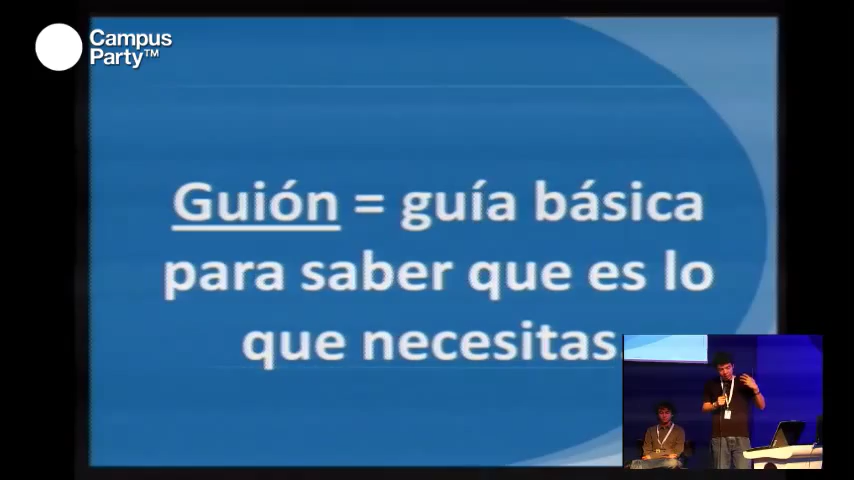 Campus
Party™
Guión = guía básica
para saber que es lo
que necesitas.